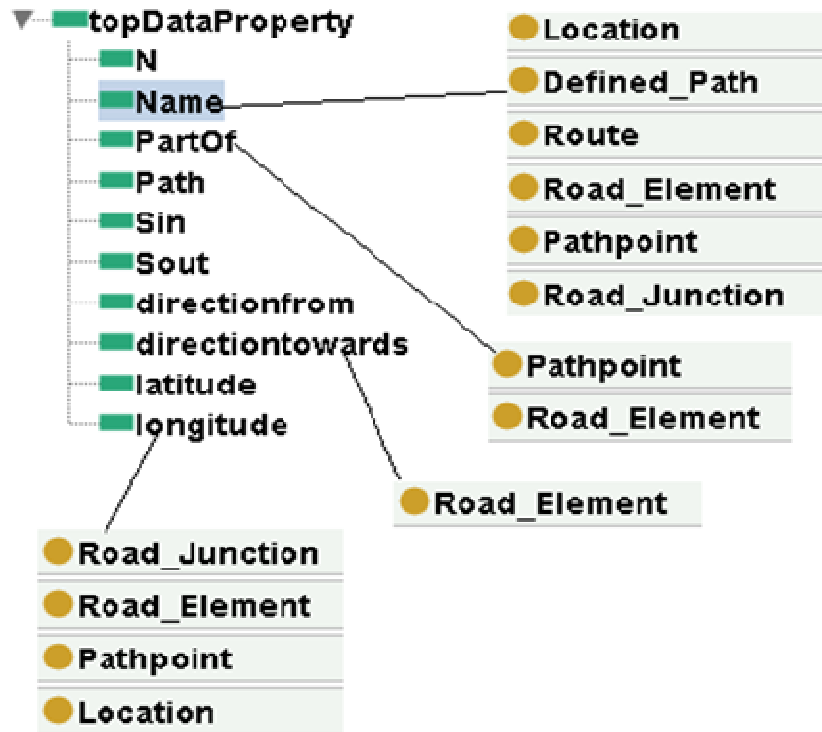 topDataProperty
N
Name
PartOf
Path
Sin
Sout
directionfrom
directiontowards
latitude
longitude
Location
Defined_Path
Route
Road_Element
Pathpoint
Road_Junction
Pathpoint
Road_Element
Road_Element
Road_Junction
Road_Element
Pathpoint
Location